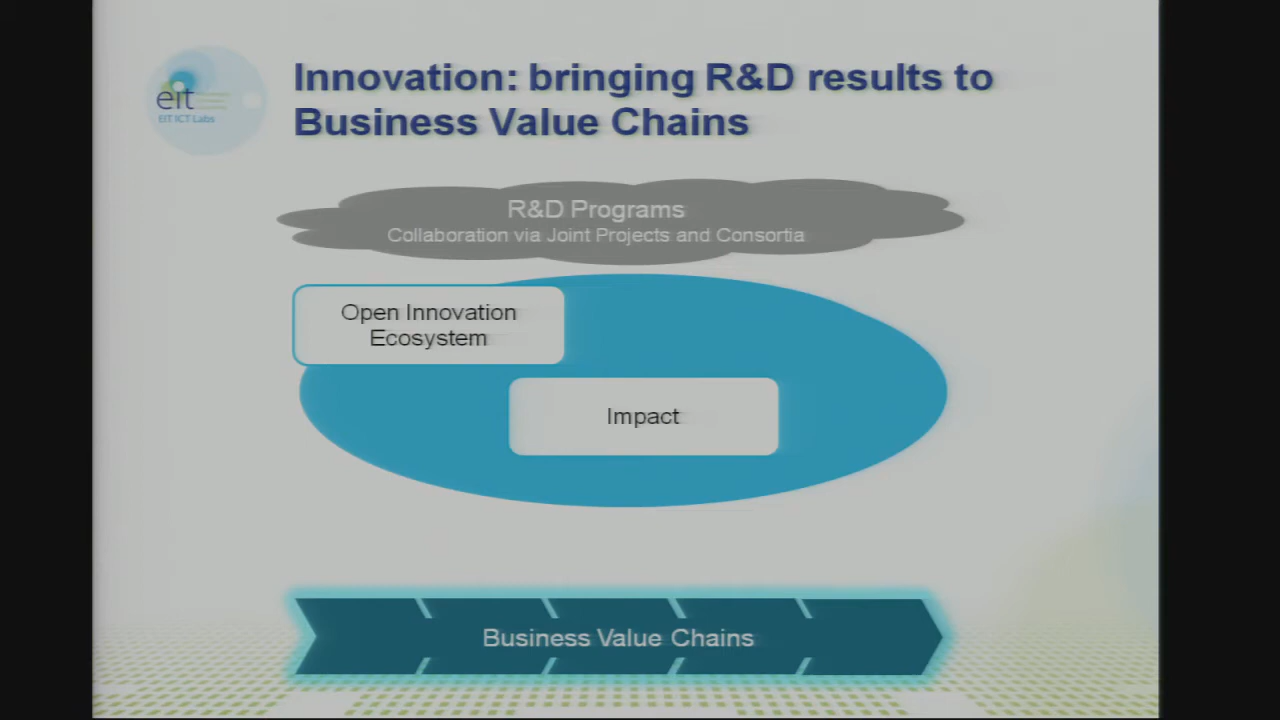 Innovation: bringing R&D results to
Business Value Chains
eit
EIT ICT Labs
R&D Programs
Collaboration via Joint Projects and Consortia
Open Innovation
Ecosystem
Impact
Business Value Chains